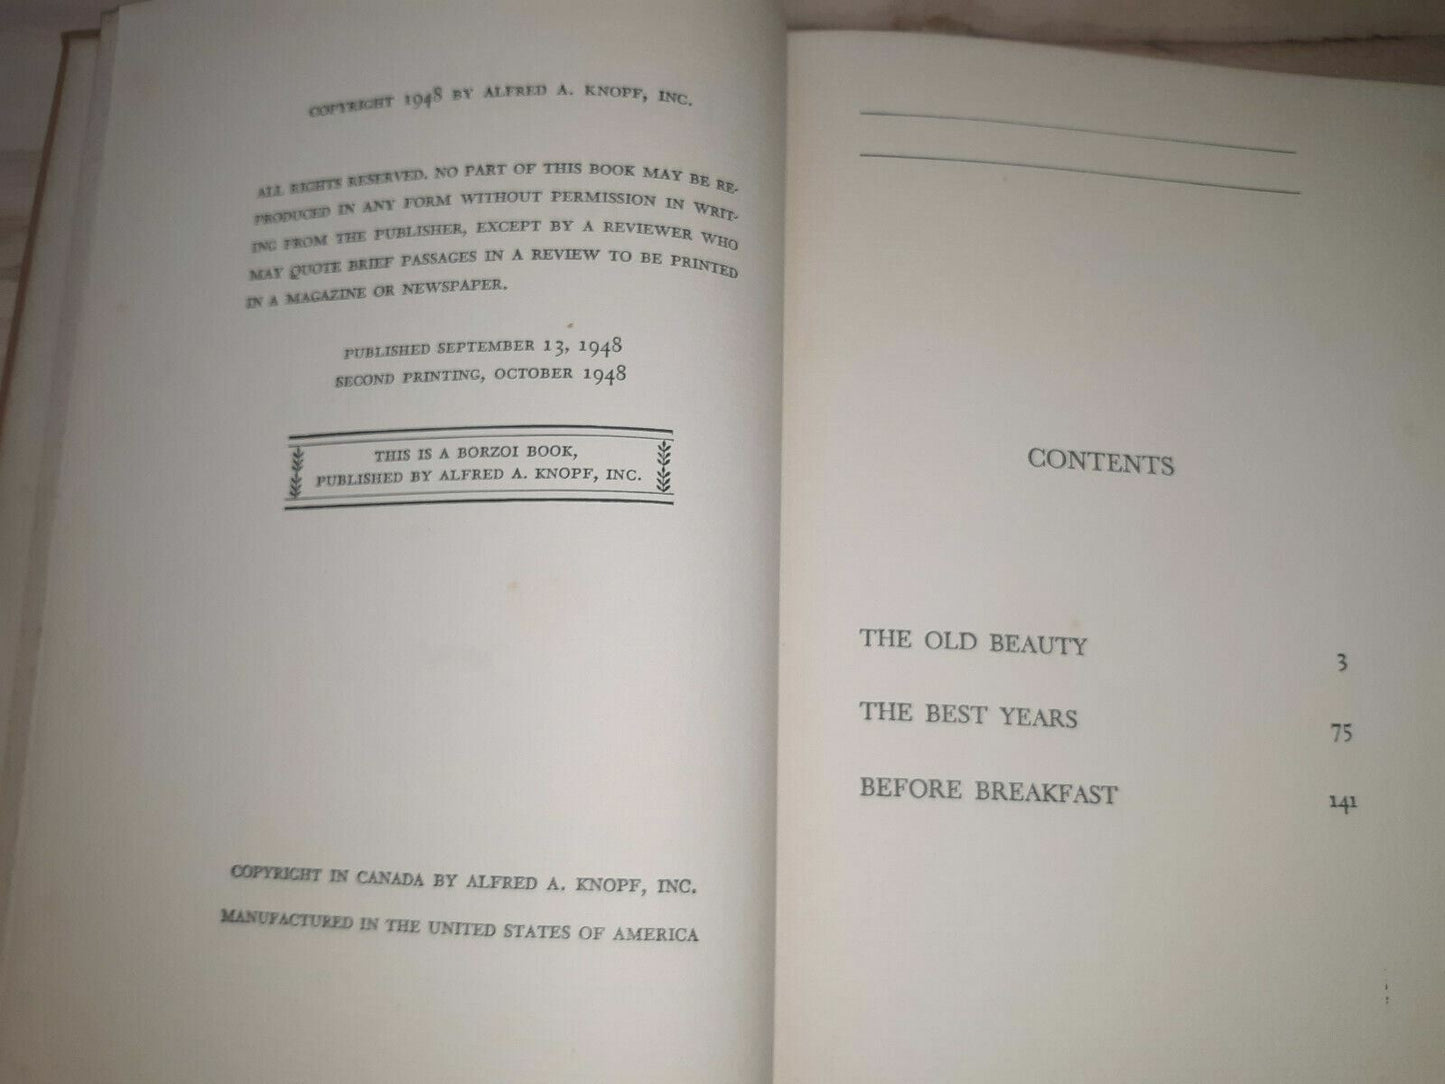 COPYRIGHT 1948 BY ALFRED A. KNOPF, INC.
ALL RIGHTS RESERVED. NO PART OF THIS BOOK MAY BE RE-
PRODUCED IN ANY FORM WITHOUT PERMISSION IN WRIT-
ING FROM THE PUBLISHER, EXCEPT BY A REVIEWER WHO
MAY QUOTE BRIEF PASSAGES IN A REVIEW TO BE PRINTED
IN A MAGAZINE OR NEWSPAPER.
PUBLISHED SEPTEMBER 13, 1948
SECOND PRINTING, OCTOBER 1948
THIS IS A BORZOI BOOK,
PUBLISHED BY ALFRED A. KNOPF, INC.
COPYRIGHT IN CANADA BY ALFRED A. KNOPF, INC.
MANUFACTURED IN THE UNITED STATES OF AMERICA
CONTENTS
THE OLD BEAUTY 3
THE BEST YEARS 75
BEFORE BREAKFAST 141